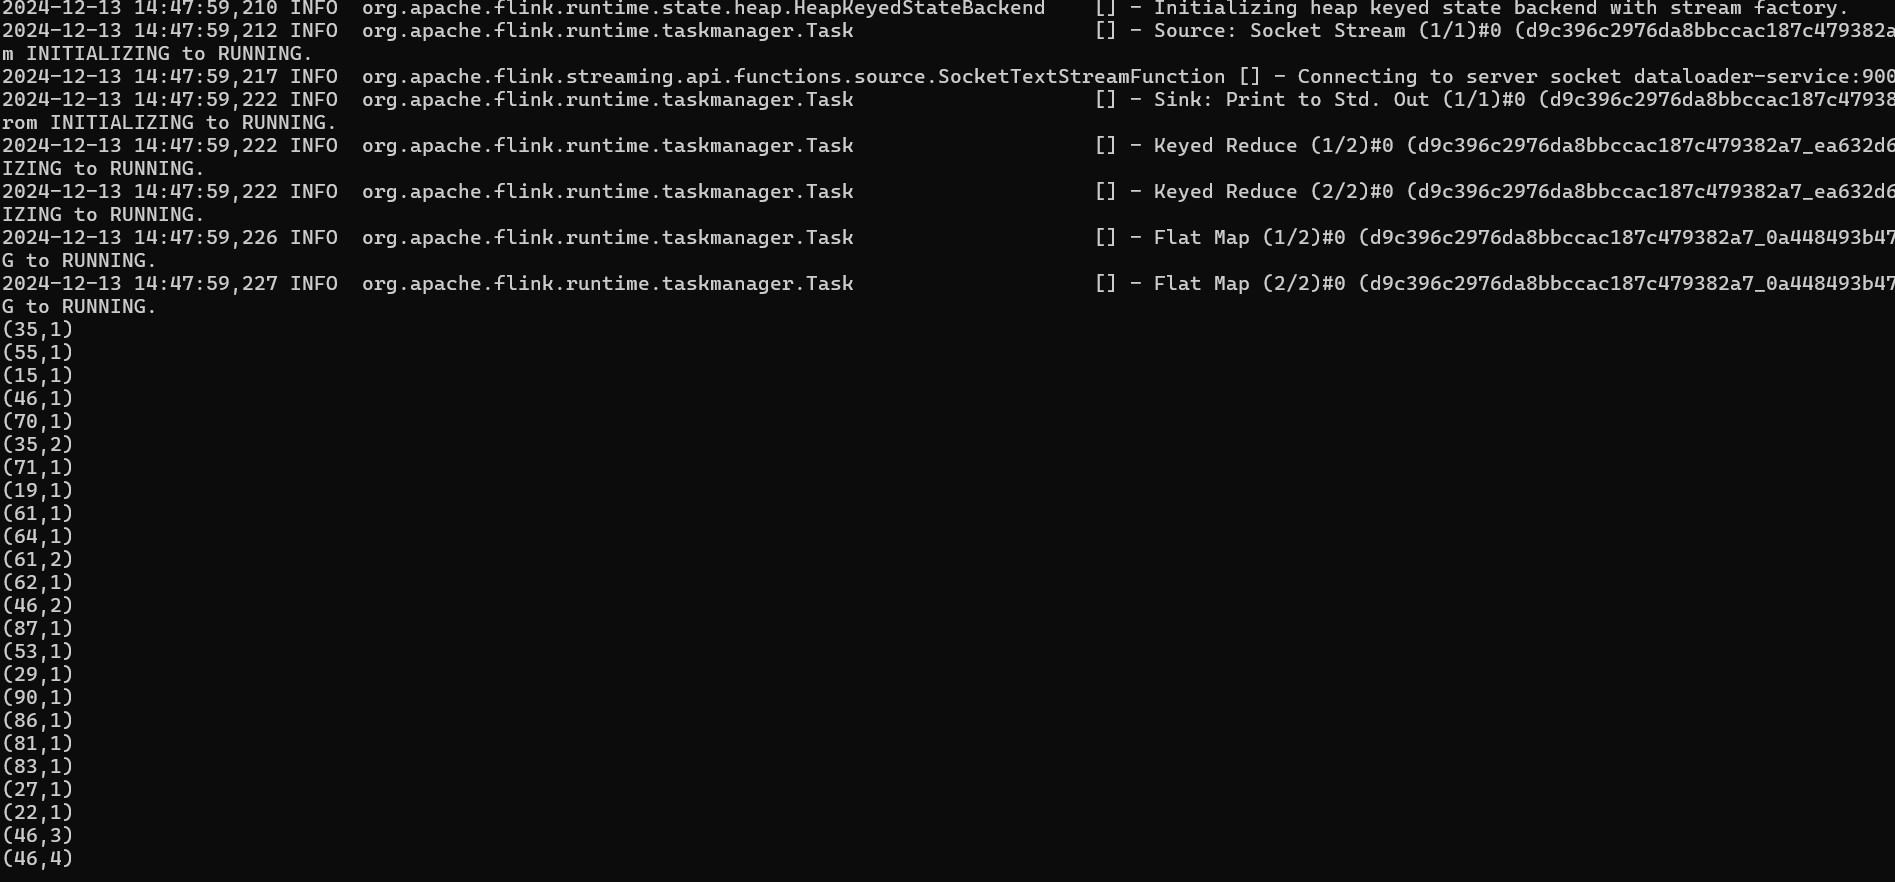 2024-12-13 14:47:59,210 INFO  org.apache.flink.runtime.state.heap.HeapKeyedStateBackend    [] - Initializing heap keyed state backend with stream factory.
2024-12-13 14:47:59,212 INFO  org.apache.flink.runtime.taskmanager.Task                    [] - Source: Socket Stream (1/1)#0 (d9c396c2976da8bbccac187c479382a
m INITIALIZING to RUNNING.
2024-12-13 14:47:59,217 INFO  org.apache.flink.streaming.api.functions.source.SocketTextStreamFunction [] - Connecting to server socket dataloader-service:900
2024-12-13 14:47:59,222 INFO  org.apache.flink.runtime.taskmanager.Task                    [] - Sink: Print to Std. Out (1/1)#0 (d9c396c2976da8bbccac187c47938
rom INITIALIZING to RUNNING.
2024-12-13 14:47:59,222 INFO  org.apache.flink.runtime.taskmanager.Task                    [] - Keyed Reduce (1/2)#0 (d9c396c2976da8bbccac187c479382a7_ea632d6
IZING to RUNNING.
2024-12-13 14:47:59,222 INFO  org.apache.flink.runtime.taskmanager.Task                    [] - Keyed Reduce (2/2)#0 (d9c396c2976da8bbccac187c479382a7_ea632d6
IZING to RUNNING.
2024-12-13 14:47:59,226 INFO  org.apache.flink.runtime.taskmanager.Task                    [] - Flat Map (1/2)#0 (d9c396c2976da8bbccac187c479382a7_0a448493b47
G to RUNNING.
2024-12-13 14:47:59,227 INFO  org.apache.flink.runtime.taskmanager.Task                    [] - Flat Map (2/2)#0 (d9c396c2976da8bbccac187c479382a7_0a448493b47
G to RUNNING.
(35,1)
(55,1)
(15,1)
(46,1)
(70,1)
(35,2)
(71,1)
(19,1)
(61,1)
(64,1)
(61,2)
(62,1)
(46,2)
(87,1)
(53,1)
(29,1)
(90,1)
(86,1)
(81,1)
(83,1)
(27,1)
(22,1)
(46,3)
(46,4)